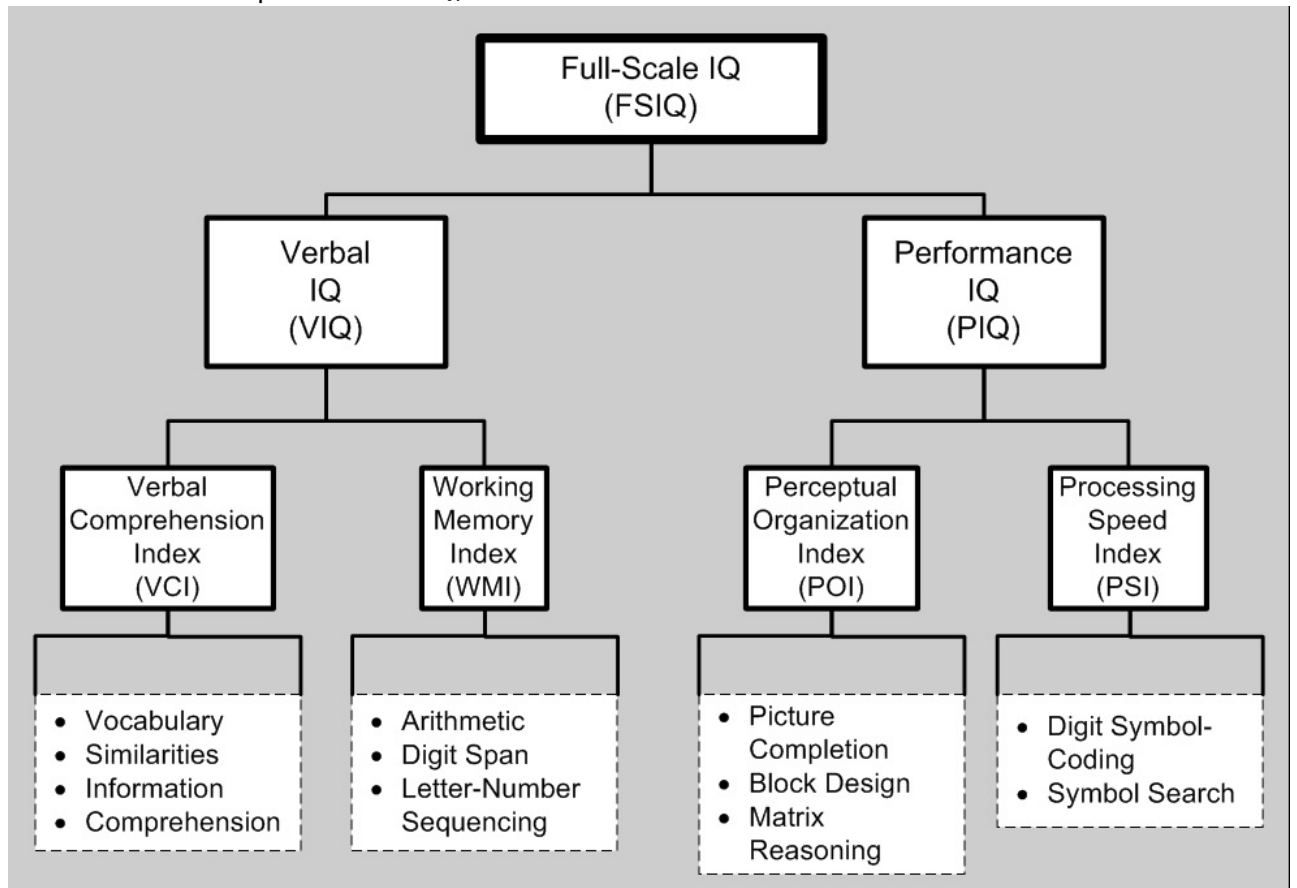 Full-Scale IQ
(FSIQ)
Verbal
IQ
(VIQ)
Performance
IQ
(PIQ)
Verbal
Comprehension
Index
(VCI)
Working
Memory
Index
(WMI)
Perceptual
Organization
Index
(POI)
Processing
Speed
Index
(PSI)
• Vocabulary
• Similarities
• Information
• Comprehension
• Arithmetic
• Digit Span
• Letter-Number
Sequencing
• Picture
Completion
• Block Design
• Matrix
Reasoning
• Digit Symbol-
Coding
• Symbol Search